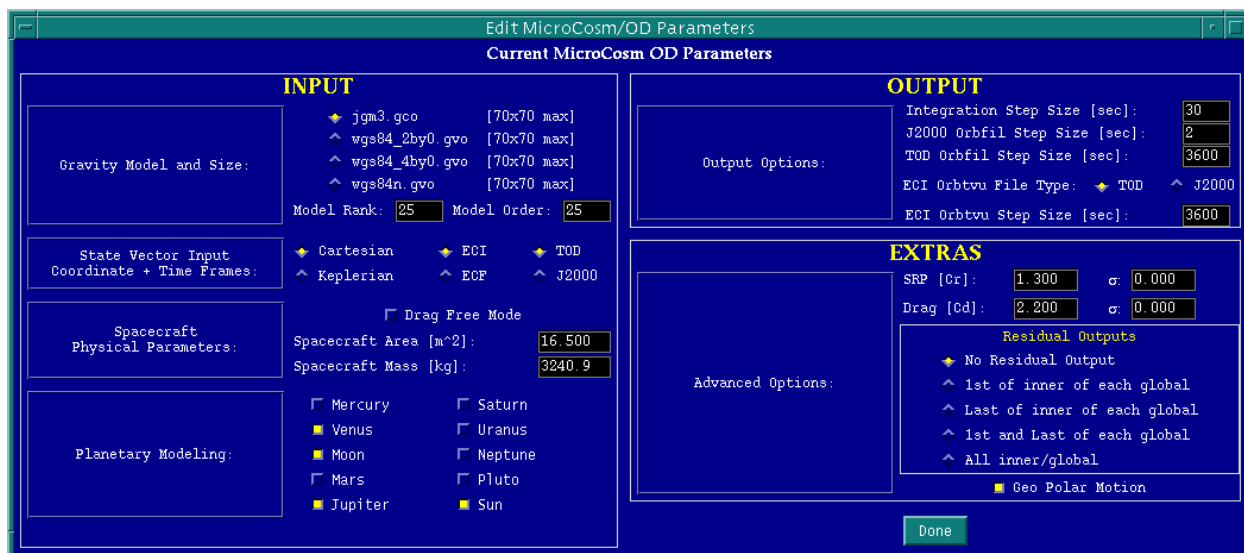 Edit MicroCosm/OD Parameters
Current MicroCosm OD Parameters
INPUT
Gravity Model and Size:
jgm3.gco [70x70 max]
wgs84_2by0.gvo [70x70 max]
wgs84_4by0.gvo [70x70 max]
wgs84n.gvo [70x70 max]
Model Rank: 25 Model Order: 25
State Vector Input
Coordinate + Time Frames:
Cartesian ECI TOD
Keplerian ECF J2000
Spacecraft
Physical Parameters:
Drag Free Mode
Spacecraft Area [m^2]: 16.500
Spacecraft Mass [kg]: 3240.9
Planetary Modeling:
Mercury Saturn
Venus Uranus
Moon Neptune
Mars Pluto
Jupiter Sun
OUTPUT
Output Options:
Integration Step Size [sec]: 30
J2000 Orbfil Step Size [sec]: 2
TOD Orbfil Step Size [sec]: 3600
ECI Orbtvu File Type: TOD J2000
ECI Orbtvu Step Size [sec]: 3600
EXTRAS
Advanced Options:
SRP [Cr]: 1.300 σ: 0.000
Drag [Cd]: 2.200 σ: 0.000
Residual Outputs
No Residual Output
1st of inner of each global
Last of inner of each global
1st and Last of each global
All inner/global
Geo Polar Motion
Done